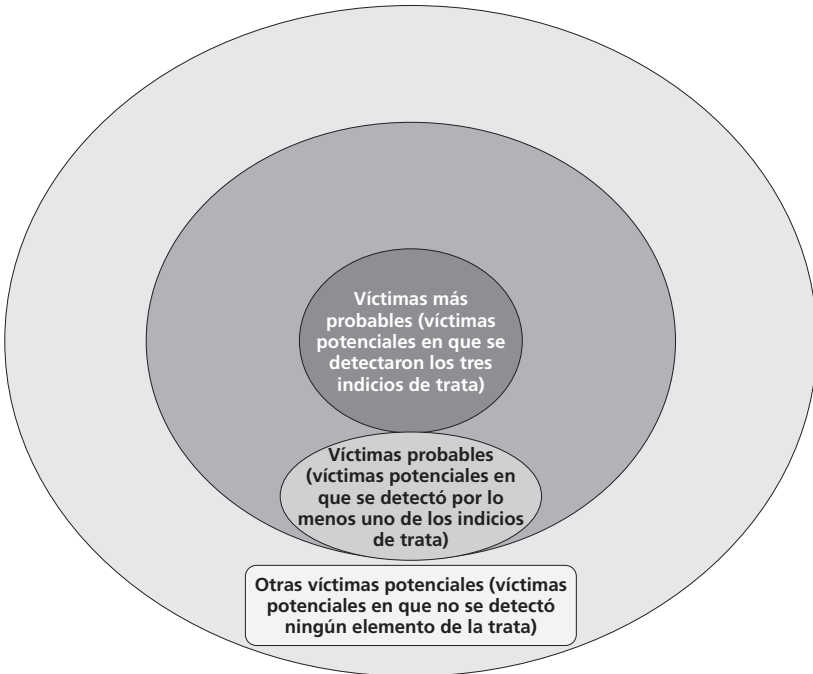 Víctimas más
probables (víctimas
potenciales en que se
detectaron los tres
indicios de trata)
Víctimas probables
(víctimas potenciales en
que se detectó por lo
menos uno de los indicios
de trata)
Otras víctimas potenciales (víctimas
potenciales en que no se detectó
ningún elemento de la trata)